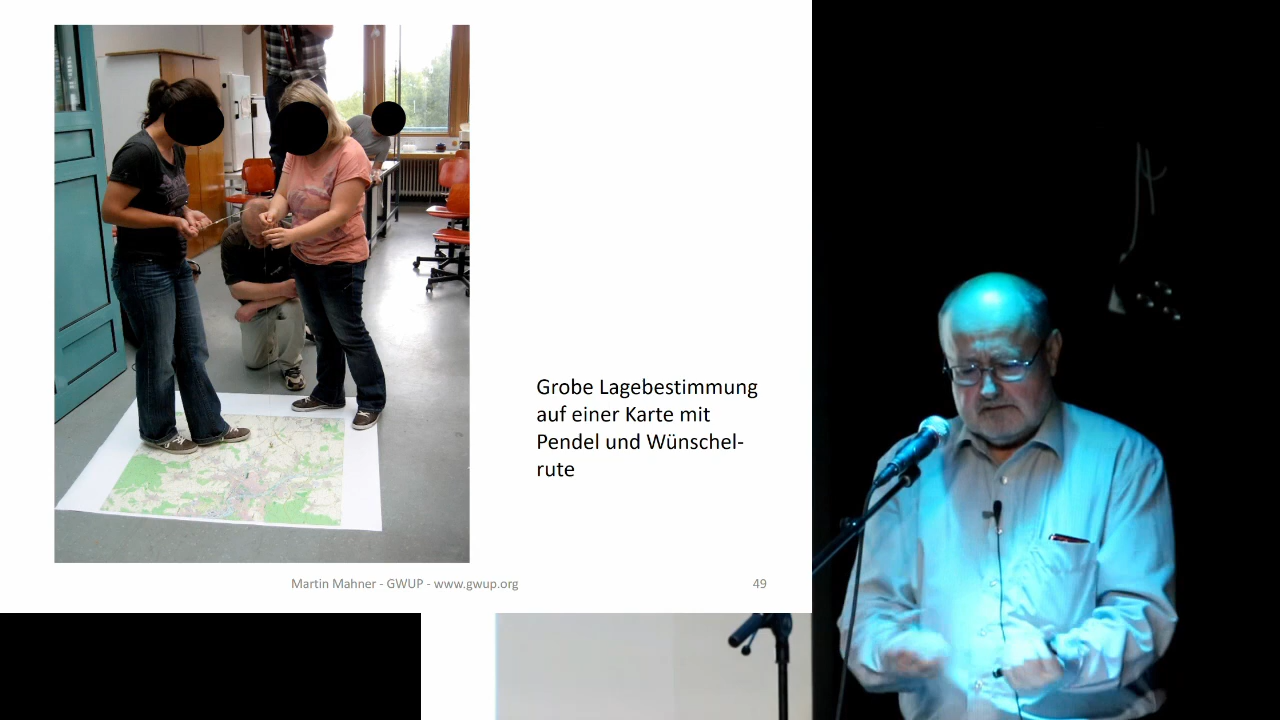 Grobe Lagebestimmung
auf einer Karte mit
Pendel und Wünschel-
rute
Martin Mahner - GWUP - www.gwup.org
49